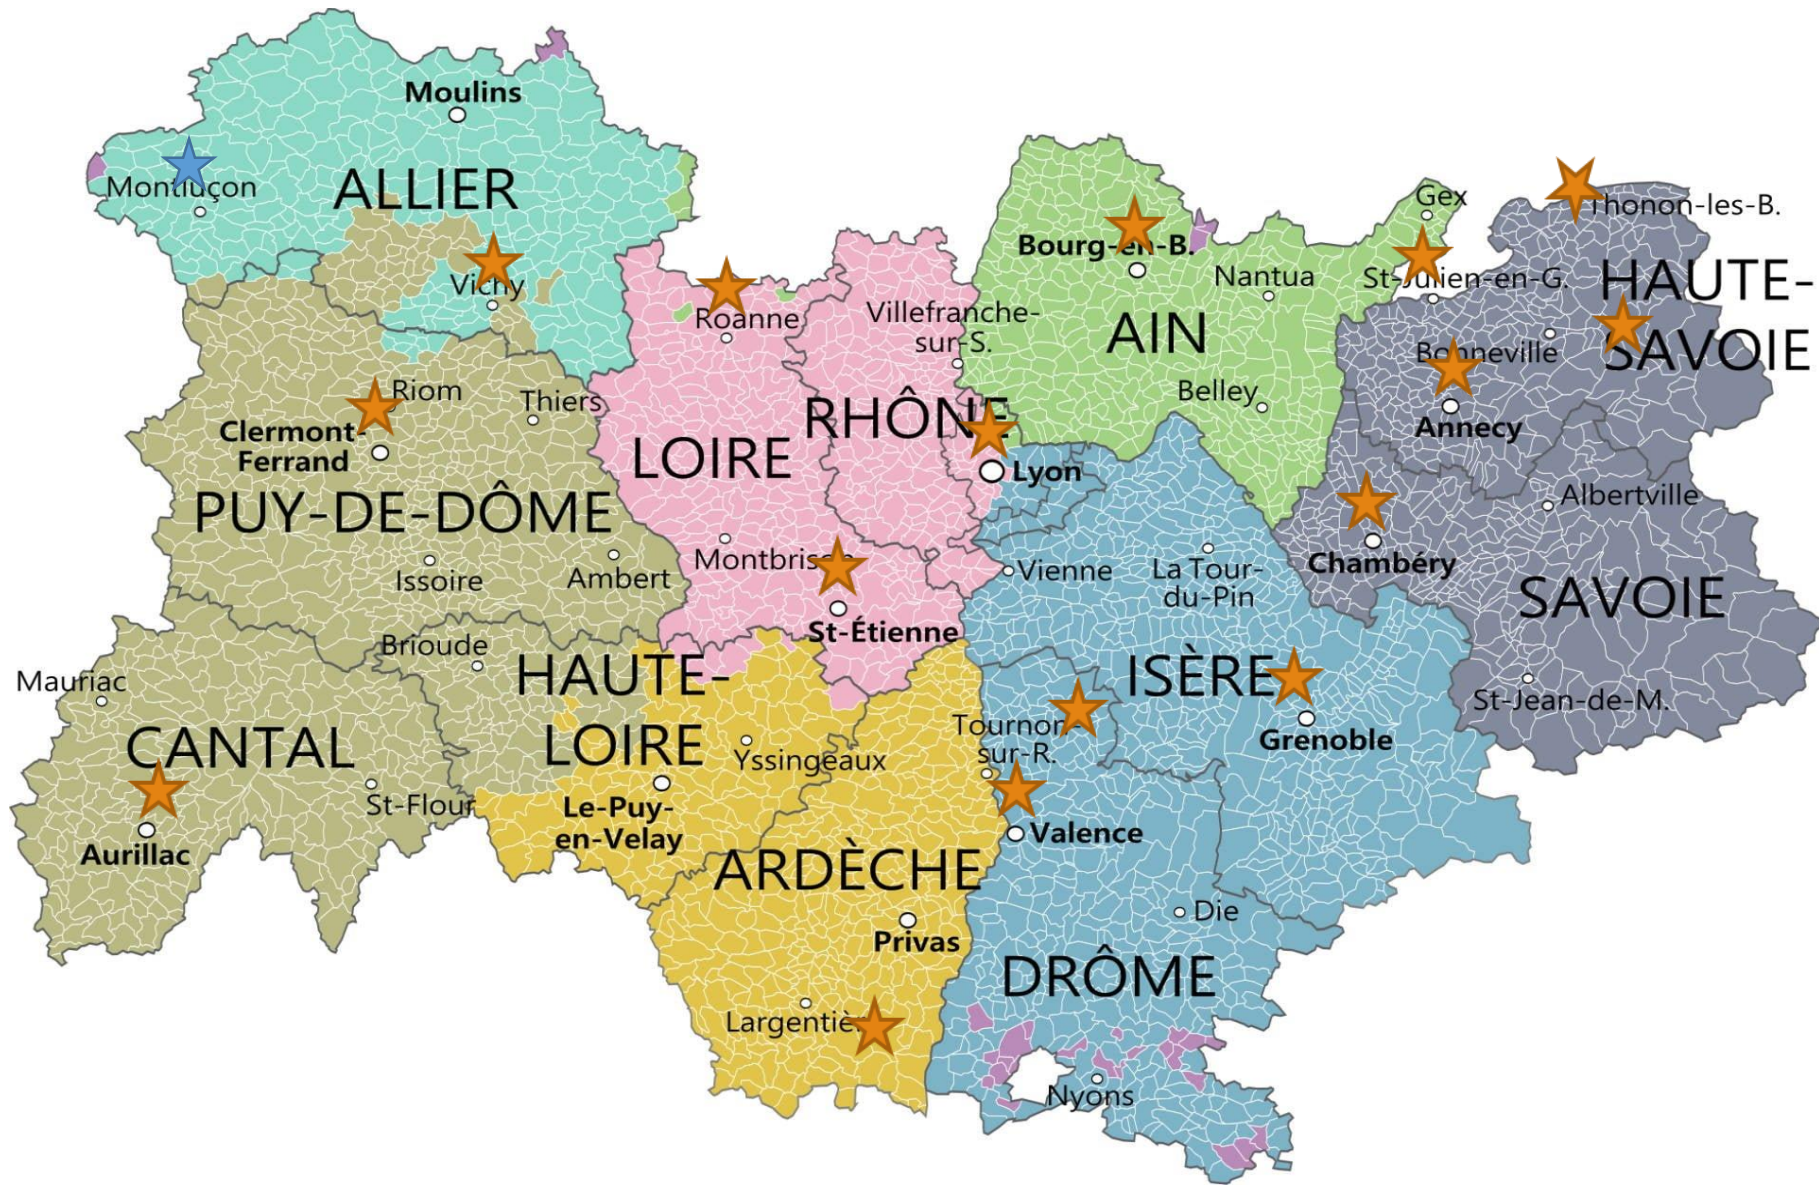 Moulins
Montluçon
ALLIER
Vichy
Gex
Thonon-les-B.
Bourg-en-B.
Nantua
St-Julien-en-G.
HAUTE-
SAVOIE
Roanne
Villefranche-
sur-S.
AIN
Bonneville
Riom
Thiers
Belley
Annecy
Clermont-
Ferrand
LOIRE
RHÔNE
Lyon
Albertville
PUY-DE-DÔME
Issoire
Ambert
Montbrison
Vienne
La Tour-
du-Pin
Chambéry
SAVOIE
St-Étienne
Brioude
Mauriac
HAUTE-
LOIRE
ISÈRE
St-Jean-de-M.
CANTAL
Yssingeaux
Tournon-
sur-R.
Grenoble
St-Flour
Le-Puy-
en-Velay
Valence
Aurillac
ARDÈCHE
Privas
Die
DRÔME
Largentière
Nyons